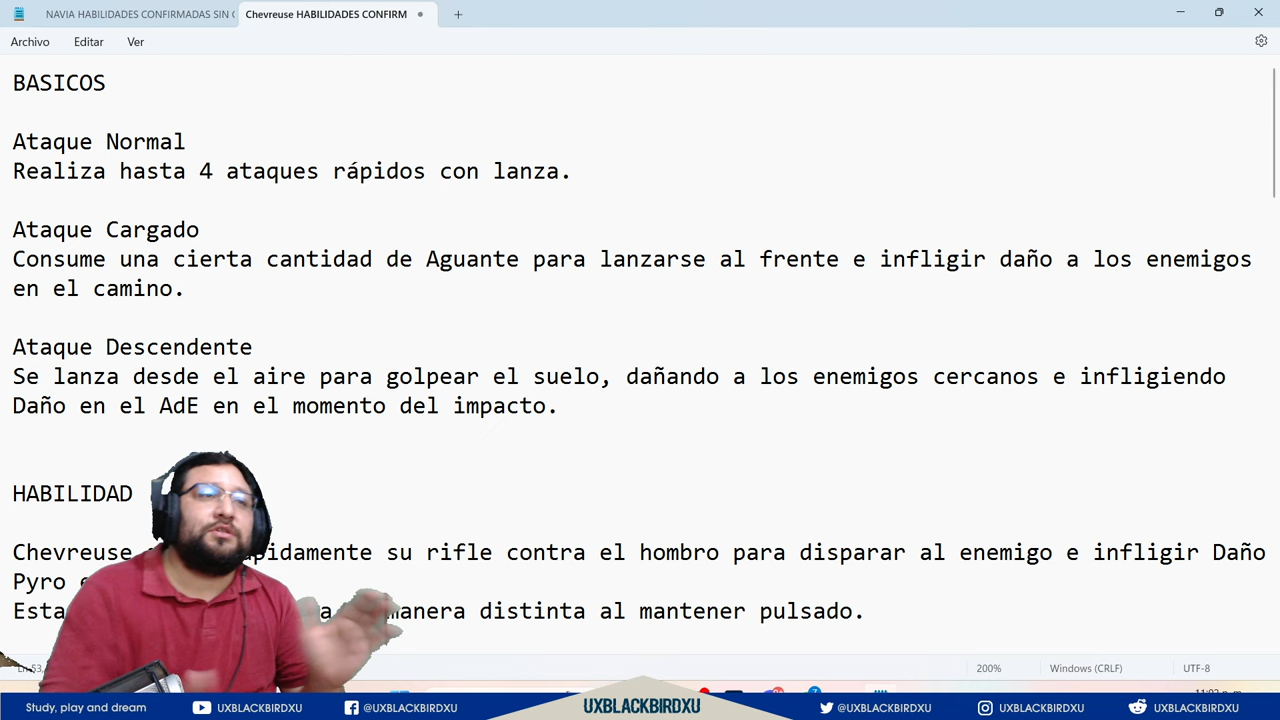 NAVIA HABILIDADES CONFIRMADAS SIN
Chevreuse HABILIDADES CONFIRM
Archivo Editar Ver
BASICOS
Ataque Normal
Realiza hasta 4 ataques rápidos con lanza.
Ataque Cargado
Consume una cierta cantidad de Aguante para lanzarse al frente e infligir daño a los enemigos
en el camino.
Ataque Descendente
Se lanza desde el aire para golpear el suelo, dañando a los enemigos cercanos e infligiendo
Daño en el AdE en el momento del impacto.
HABILIDAD
Chevreuse su rifle contra el hombro para disparar al enemigo e infligir Daño
Pyro
manera distinta al mantener pulsado.
200% Windows (CRLF) UTF-8
Study, play and dream UXBLACKBIRDXU @UXBLACKBIRDXU UXBLACKBIRDXU @UXBLACKBIRDXU UXBLACKBIRDXU UXBLACKBIRDXU